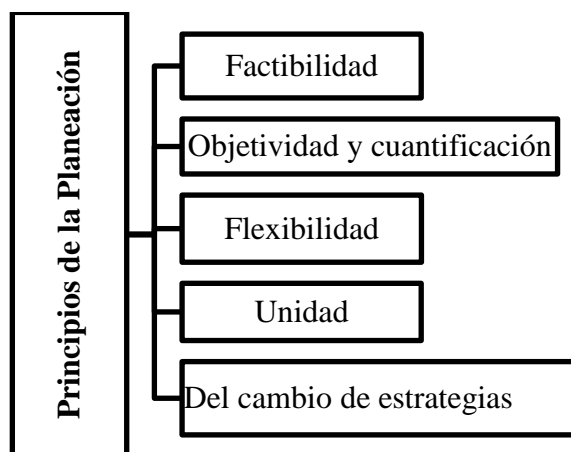 Principios de la Planeación
Factibilidad
Objetividad y cuantificación
Flexibilidad
Unidad
Del cambio de estrategias